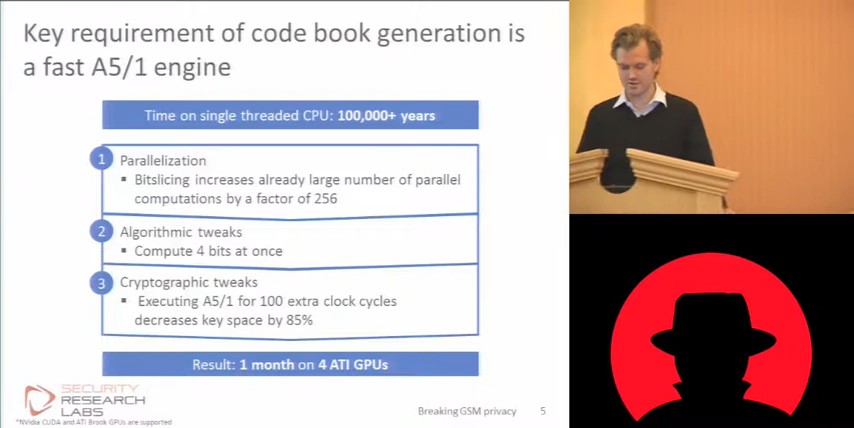 Key requirement of code book generation is
a fast A5/1 engine
Time on single threaded CPU: 100,000+ years
1 Parallelization
▪ Bitslicing increases already large number of parallel
computations by a factor of 256
2 Algorithmic tweaks
▪ Compute 4 bits at once
3 Cryptographic tweaks
▪ Executing A5/1 for 100 extra clock cycles
decreases key space by 85%
Result: 1 month on 4 ATI GPUs
SECURITY
RESEARCH
LABS
*NVidia CUDA and ATI Brook GPUs are supported
Breaking GSM privacy 5